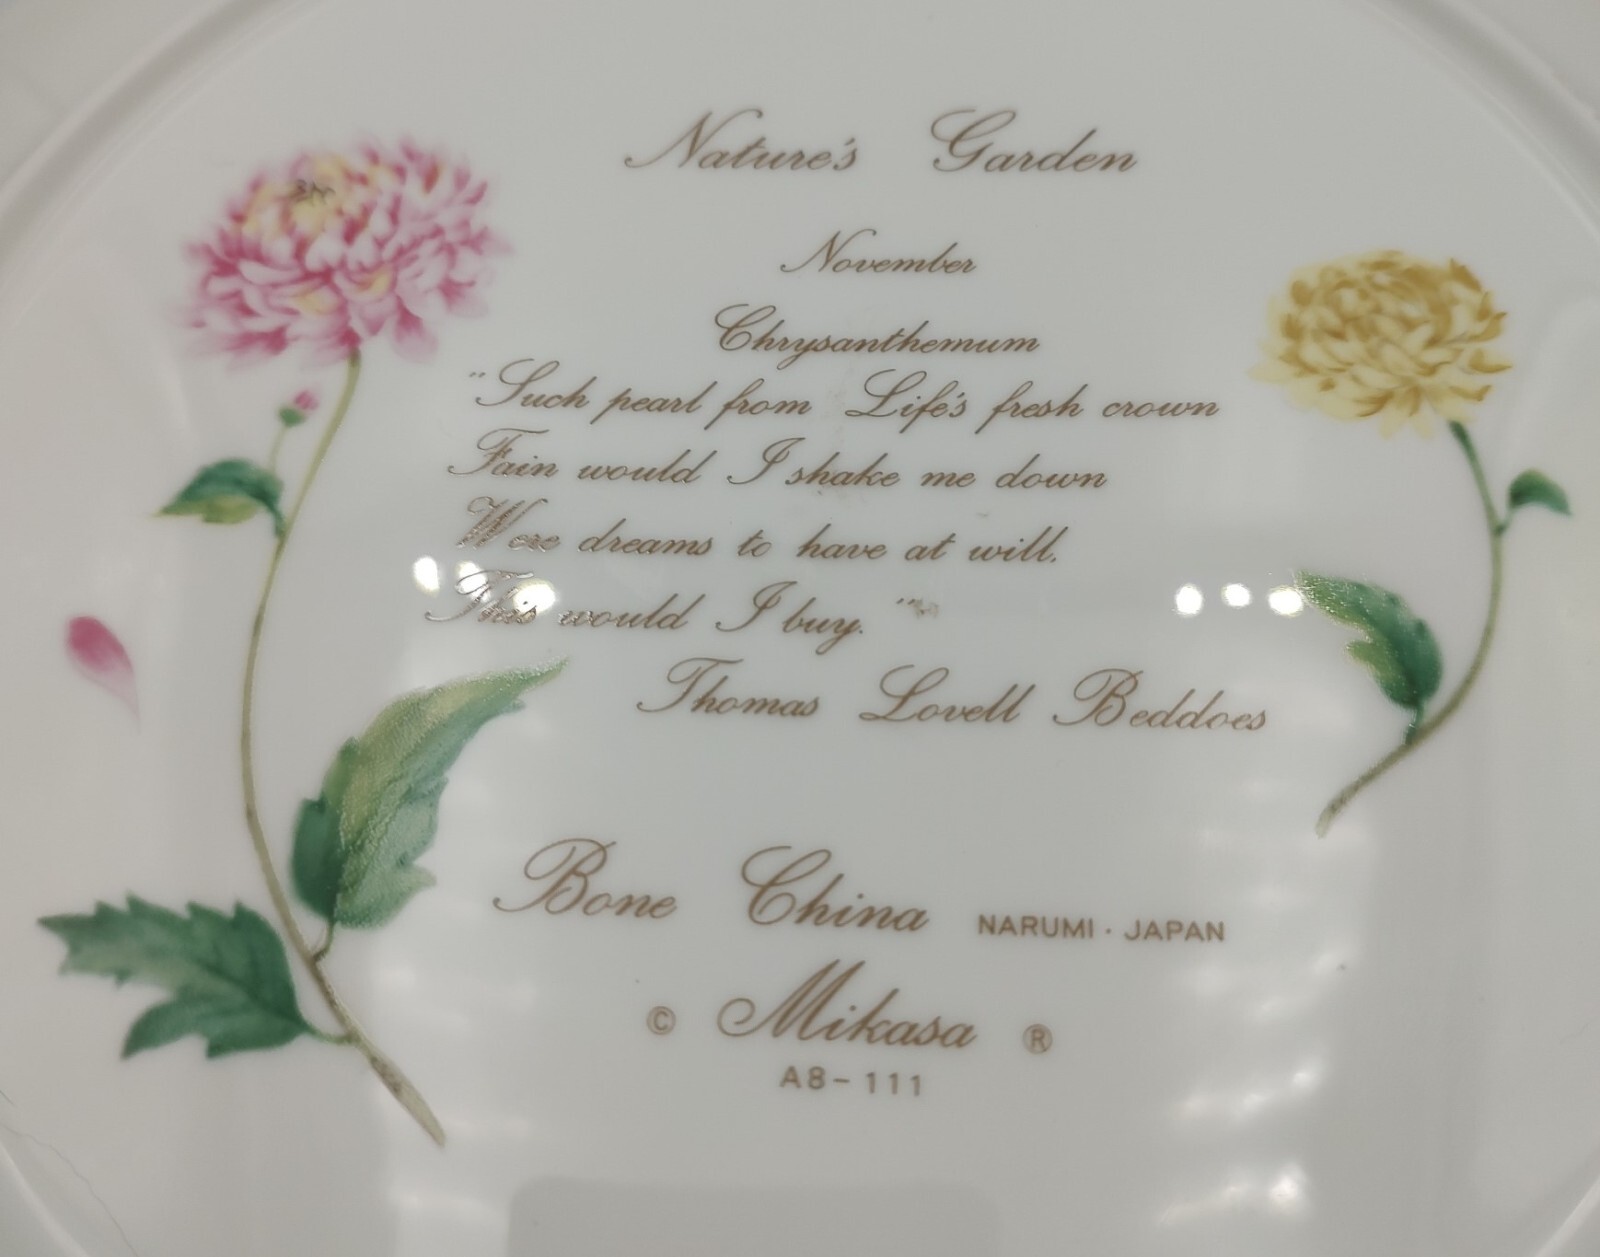 Nature's Garden
November
Chrysanthemum
"Such pearl from Life's fresh crown
Fain would I shake me down
Were dreams to have at will.
This would I buy."
Thomas Lovell Beddoes
Bone China NARUMI · JAPAN
© Mikasa ®
A8-111